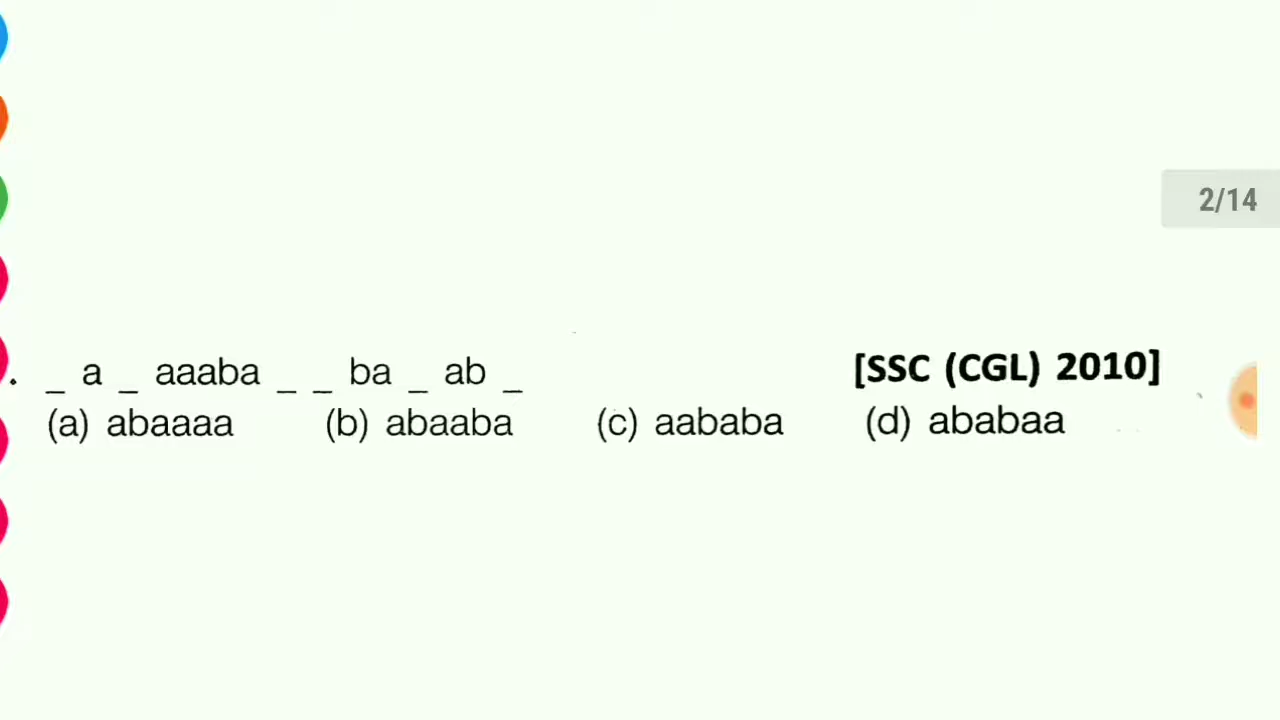 2/14
. _ a _ aaaba _ _ ba _ ab _ [SSC (CGL) 2010]
(a) abaaaa (b) abaaba (c) aababa (d) ababaa